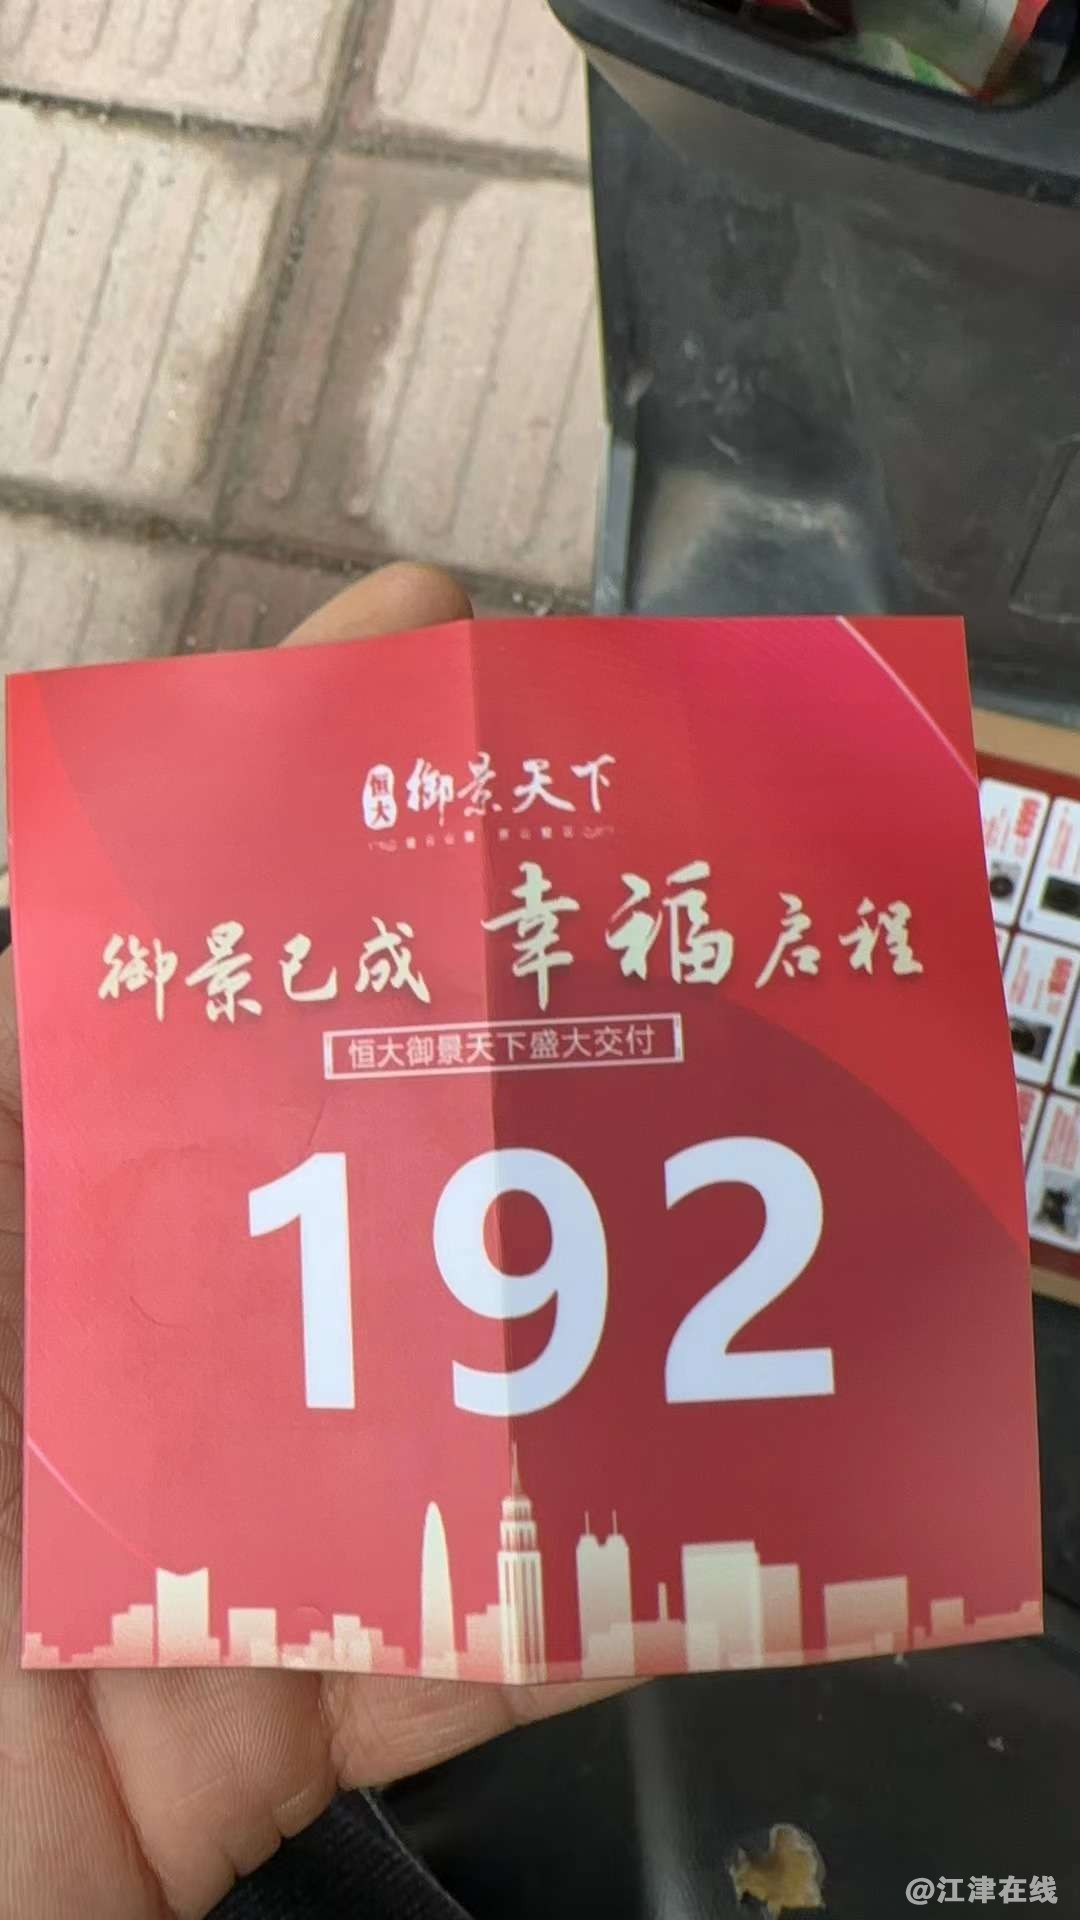 恒大 御景天下
御景已成 幸福启程
恒大御景天下盛大交付
192
@江津在线